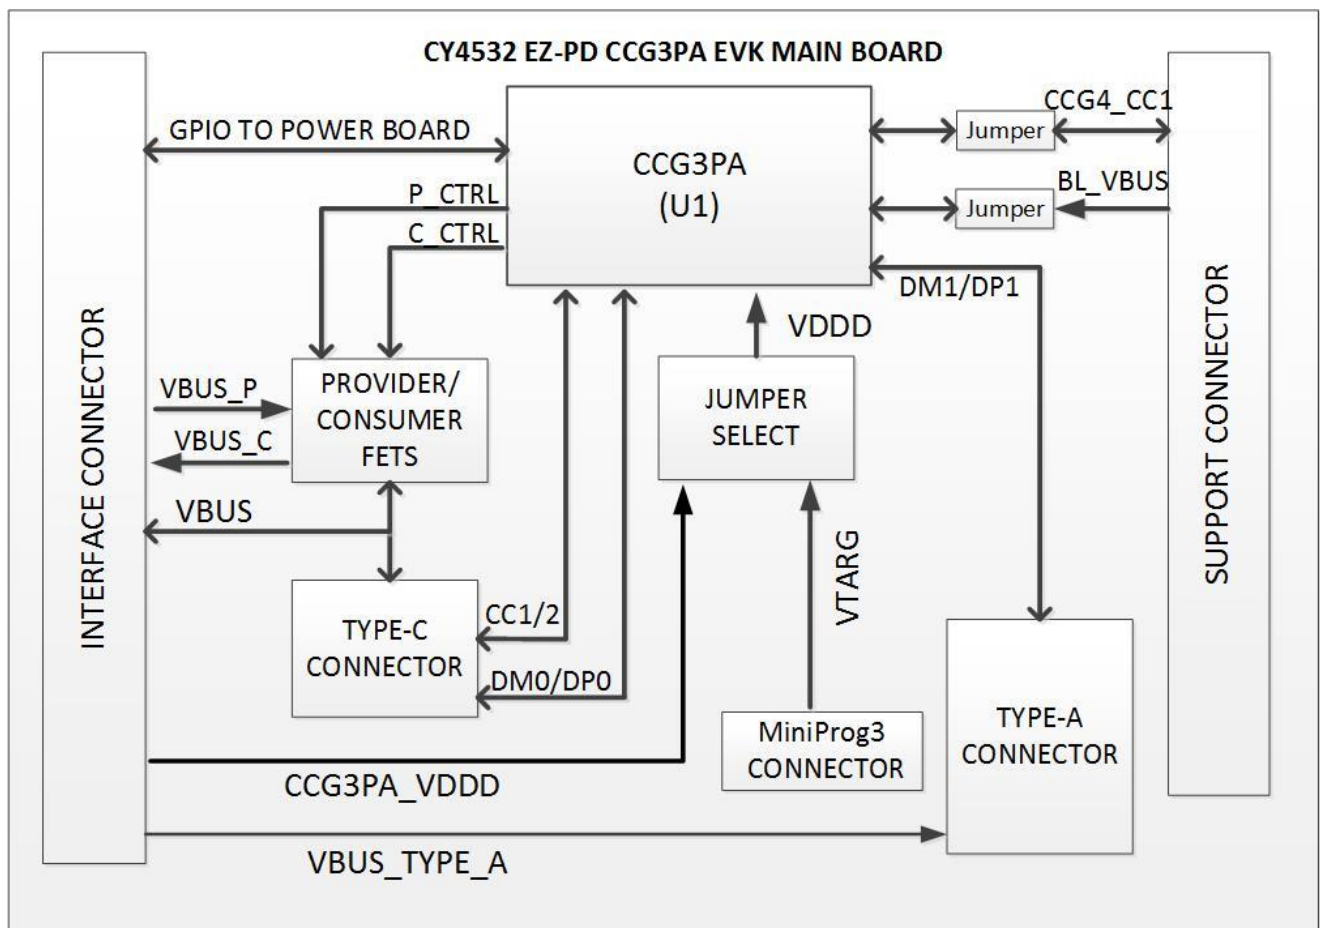 CY4532 EZ-PD CCG3PA EVK MAIN BOARD
INTERFACE CONNECTOR
GPIO TO POWER BOARD
P_CTRL
C_CTRL
CCG3PA
(U1)
Jumper
CCG4_CC1
Jumper
BL_VBUS
DM1/DP1
SUPPORT CONNECTOR
VDDD
JUMPER
SELECT
VBUS_P
VBUS_C
PROVIDER/
CONSUMER
FETS
VBUS
TYPE-C
CONNECTOR
CC1/2
DM0/DP0
VTARG
MiniProg3
CONNECTOR
TYPE-A
CONNECTOR
CCG3PA_VDDD
VBUS_TYPE_A